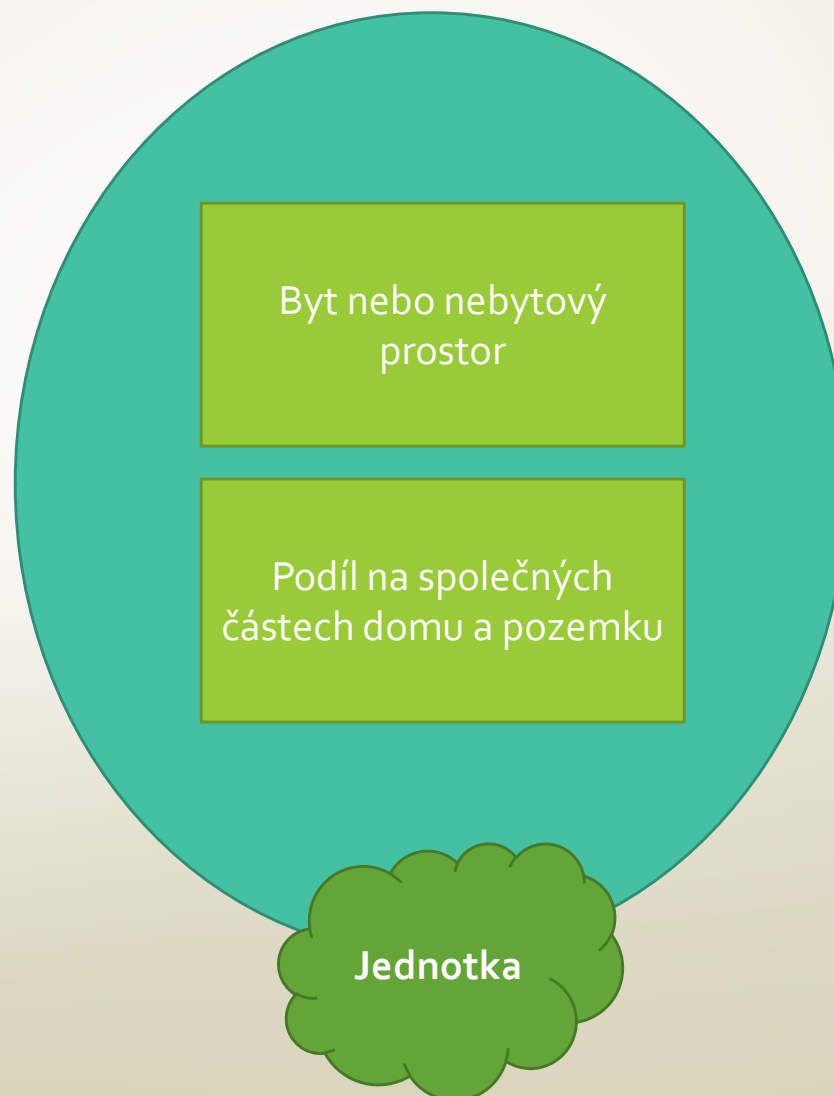 Byt nebo nebytový
prostor
Podíl na společných
částech domu a pozemku
Jednotka